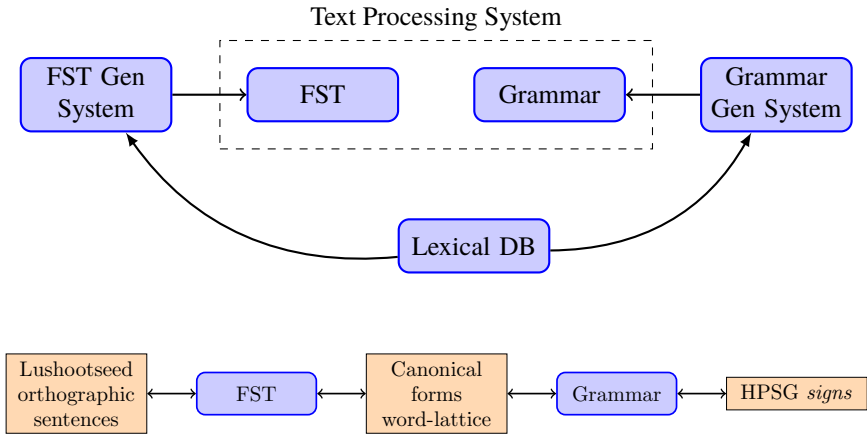 Text Processing System
FST Gen
System
FST
Grammar
Grammar
Gen System
Lexical DB
Lushootseed
orthographic
sentences
FST
Canonical
forms
word-lattice
Grammar
HPSG signs